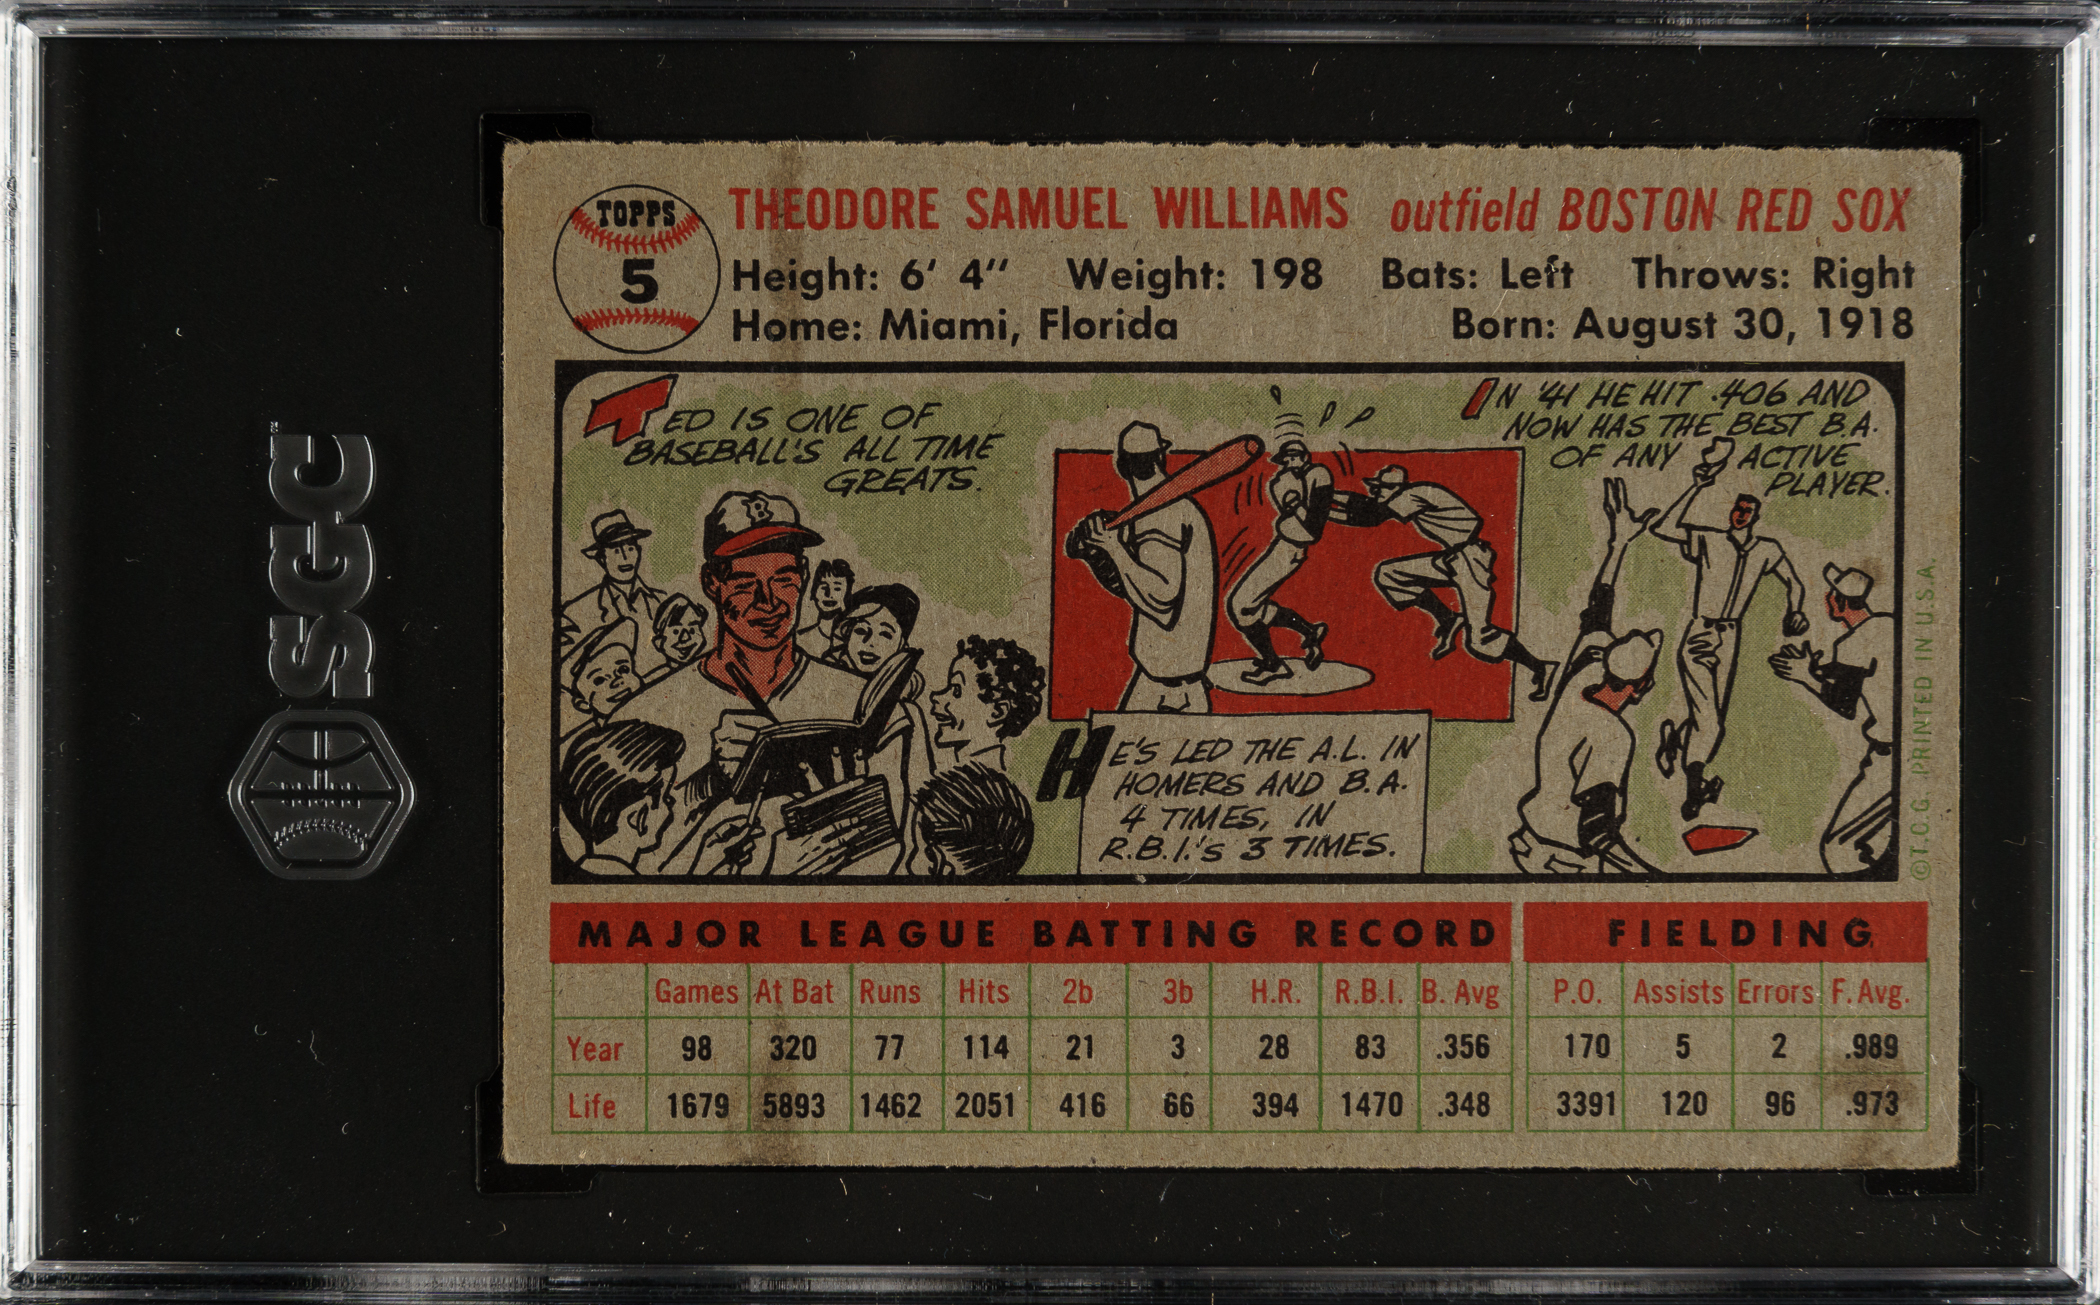 TOPPS
5
THEODORE SAMUEL WILLIAMS outfield BOSTON RED SOX
Height: 6' 4" Weight: 198 Bats: Left Throws: Right
Home: Miami, Florida Born: August 30, 1918
TED IS ONE OF
BASEBALL'S ALL TIME
GREATS.
B
HE'S LED THE A.L. IN
HOMERS AND B.A.
4 TIMES, IN
R.B.I.'S 3 TIMES.
IN '41 HE HIT .406 AND
NOW HAS THE BEST B.A.
OF ANY ACTIVE
PLAYER.
©T.C.G. PRINTED IN U.S.A.
MAJOR LEAGUE BATTING RECORD FIELDING
Games At Bat Runs Hits 2b 3b H.R. R.B.I. B. Avg P.O. Assists Errors F. Avg.
Year 98 320 77 114 21 3 28 83 .356 170 5 2 .989
Life 1679 5893 1462 2051 416 66 394 1470 .348 3391 120 96 .973
SGC